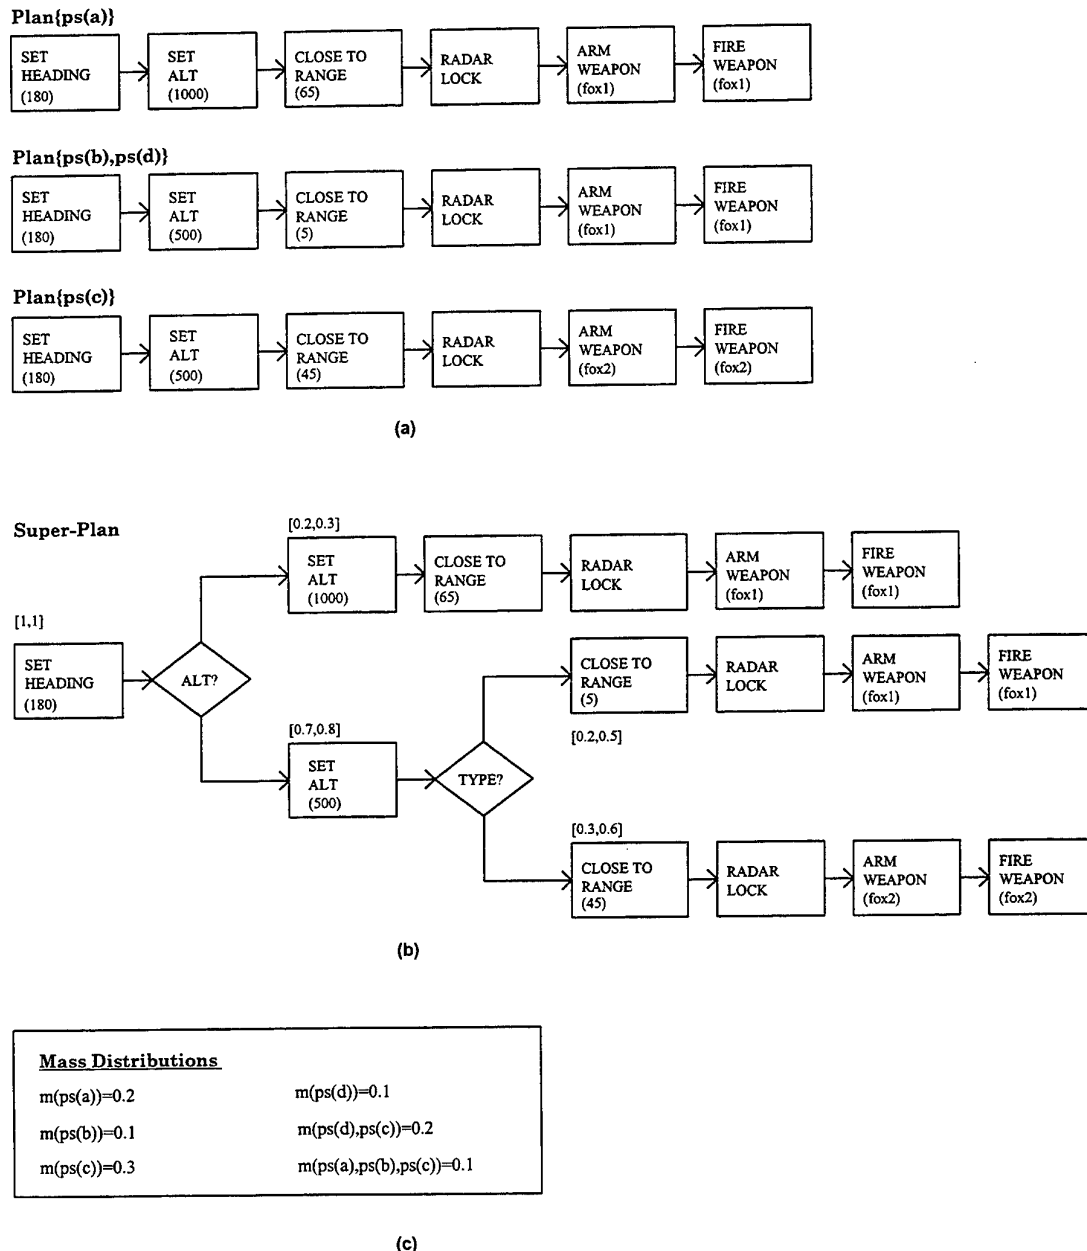 Plan{ps(a)}
SET
HEADING
(180)
SET
ALT
(1000)
CLOSE TO
RANGE
(65)
RADAR
LOCK
ARM
WEAPON
(fox1)
FIRE
WEAPON
(fox1)
Plan{ps(b),ps(d)}
SET
HEADING
(180)
SET
ALT
(500)
CLOSE TO
RANGE
(5)
RADAR
LOCK
ARM
WEAPON
(fox1)
FIRE
WEAPON
(fox1)
Plan{ps(c)}
SET
HEADING
(180)
SET
ALT
(500)
CLOSE TO
RANGE
(45)
RADAR
LOCK
ARM
WEAPON
(fox2)
FIRE
WEAPON
(fox2)
(a)
Super-Plan
[1,1]
SET
HEADING
(180)
ALT?
[0.2,0.3]
SET
ALT
(1000)
CLOSE TO
RANGE
(65)
RADAR
LOCK
ARM
WEAPON
(fox1)
FIRE
WEAPON
(fox1)
[0.7,0.8]
SET
ALT
(500)
TYPE?
CLOSE TO
RANGE
(5)
[0.2,0.5]
RADAR
LOCK
ARM
WEAPON
(fox1)
FIRE
WEAPON
(fox1)
[0.3,0.6]
CLOSE TO
RANGE
(45)
RADAR
LOCK
ARM
WEAPON
(fox2)
FIRE
WEAPON
(fox2)
(b)
Mass Distributions
m(ps(a))=0.2
m(ps(d))=0.1
m(ps(b))=0.1
m(ps(d),ps(c))=0.2
m(ps(c))=0.3
m(ps(a),ps(b),ps(c))=0.1
(c)